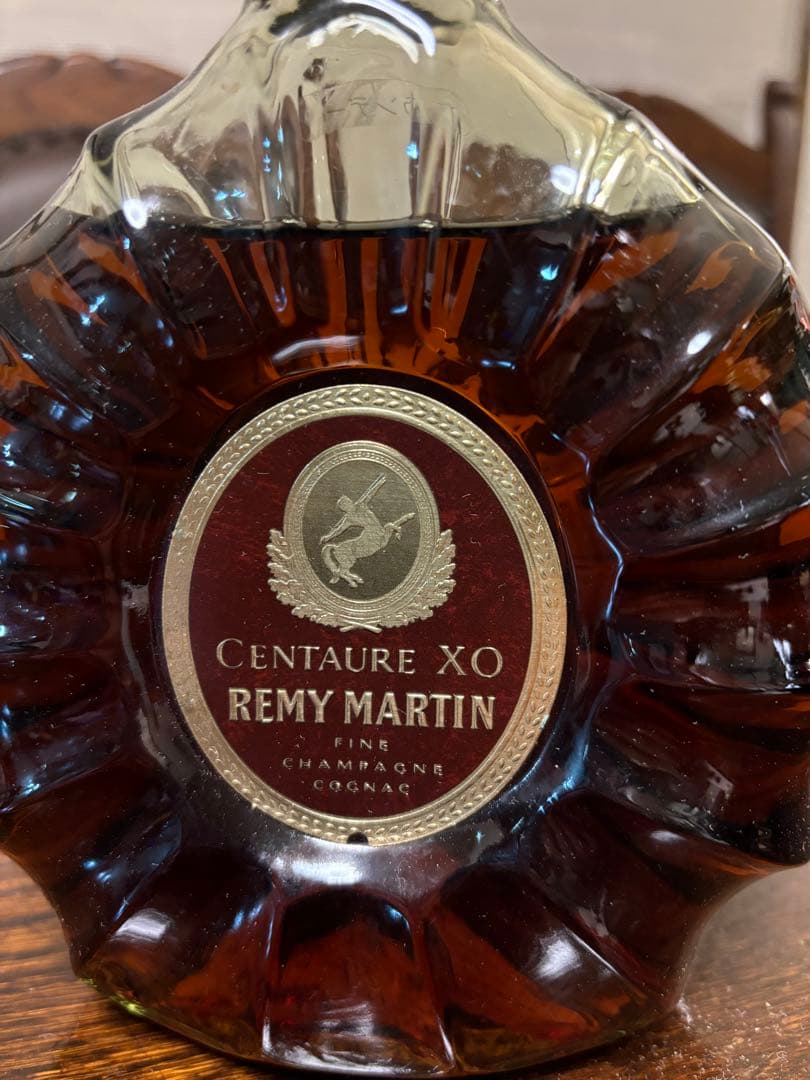 CENTAURE XO
REMY MARTIN
FINE
CHAMPAGNE
COGNAC